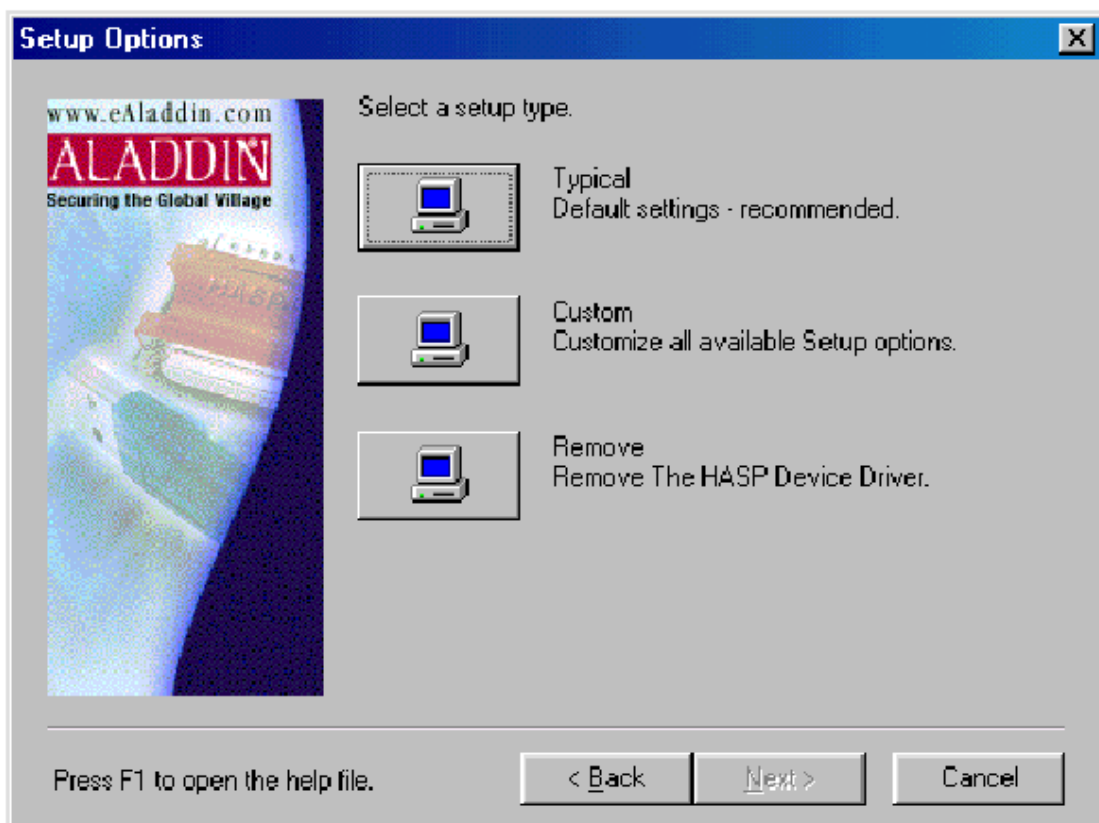 Setup Options
www.eAladdin.com
ALADDIN
Securing the Global Village
HASP
Select a setup type.
Typical
Default settings - recommended.
Custom
Customize all available Setup options.
Remove
Remove The HASP Device Driver.
Press F1 to open the help file.
< Back
Next >
Cancel